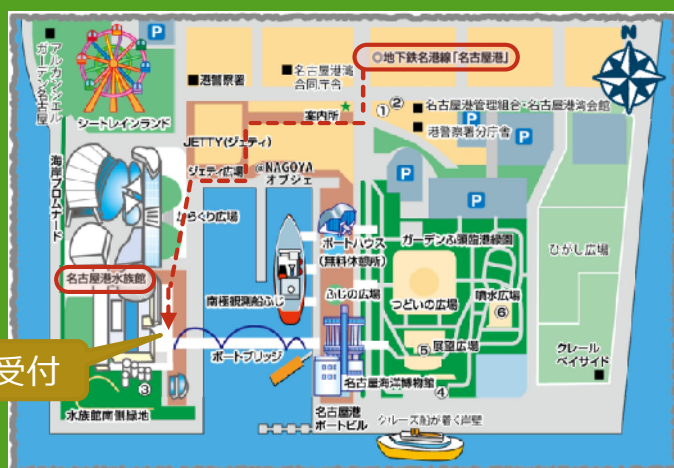 アルカンシエル
ガーデン名古屋
P
シートレインランド
港警察署
P
名古屋港湾
合同庁舎
◎地下鉄名港線「名古屋港」
案内所
①
②
名古屋港管理組合・名古屋港湾会館
港警察署分庁舎
P
P
JETTY(ジェティ)
ジェティ広場
@NAGOYA
オブジェ
P
P
海岸プロムナード
からくり広場
ポートハウス
(無料休憩所)
ガーデンふ頭臨港緑園
ひがし広場
名古屋港水族館
南極観測船ふじ
ふじの広場
つどいの広場
噴水広場
⑥
受付
ポートブリッジ
⑤
展望広場
クレール
ベイサイド
③
名古屋海洋博物館
④
水族館南側緑地
名古屋港
ポートビル
クルーズ船が着く岸壁